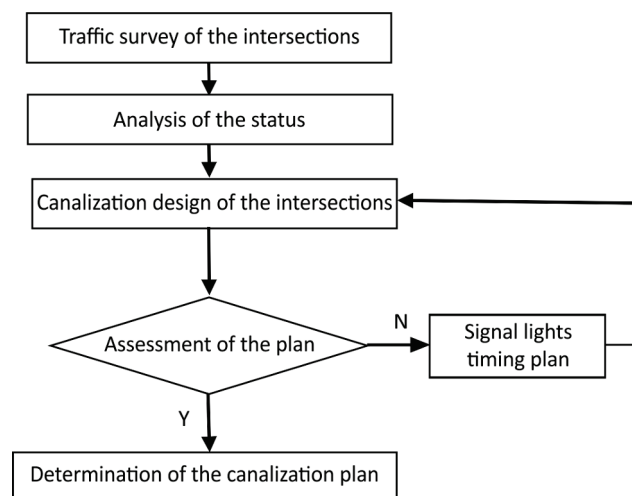 Traffic survey of the intersections
Analysis of the status
Canalization design of the intersections
Assessment of the plan
N
Signal lights
timing plan
Y
Determination of the canalization plan